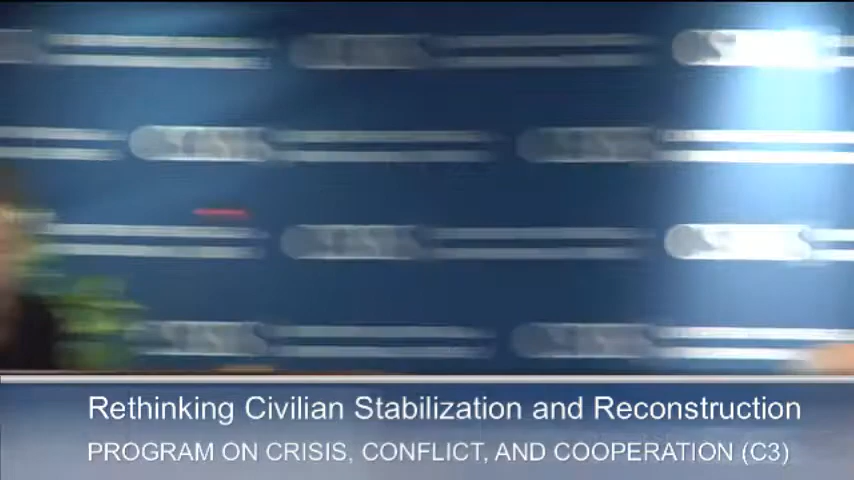 Rethinking Civilian Stabilization and Reconstruction
PROGRAM ON CRISIS, CONFLICT, AND COOPERATION (C3)